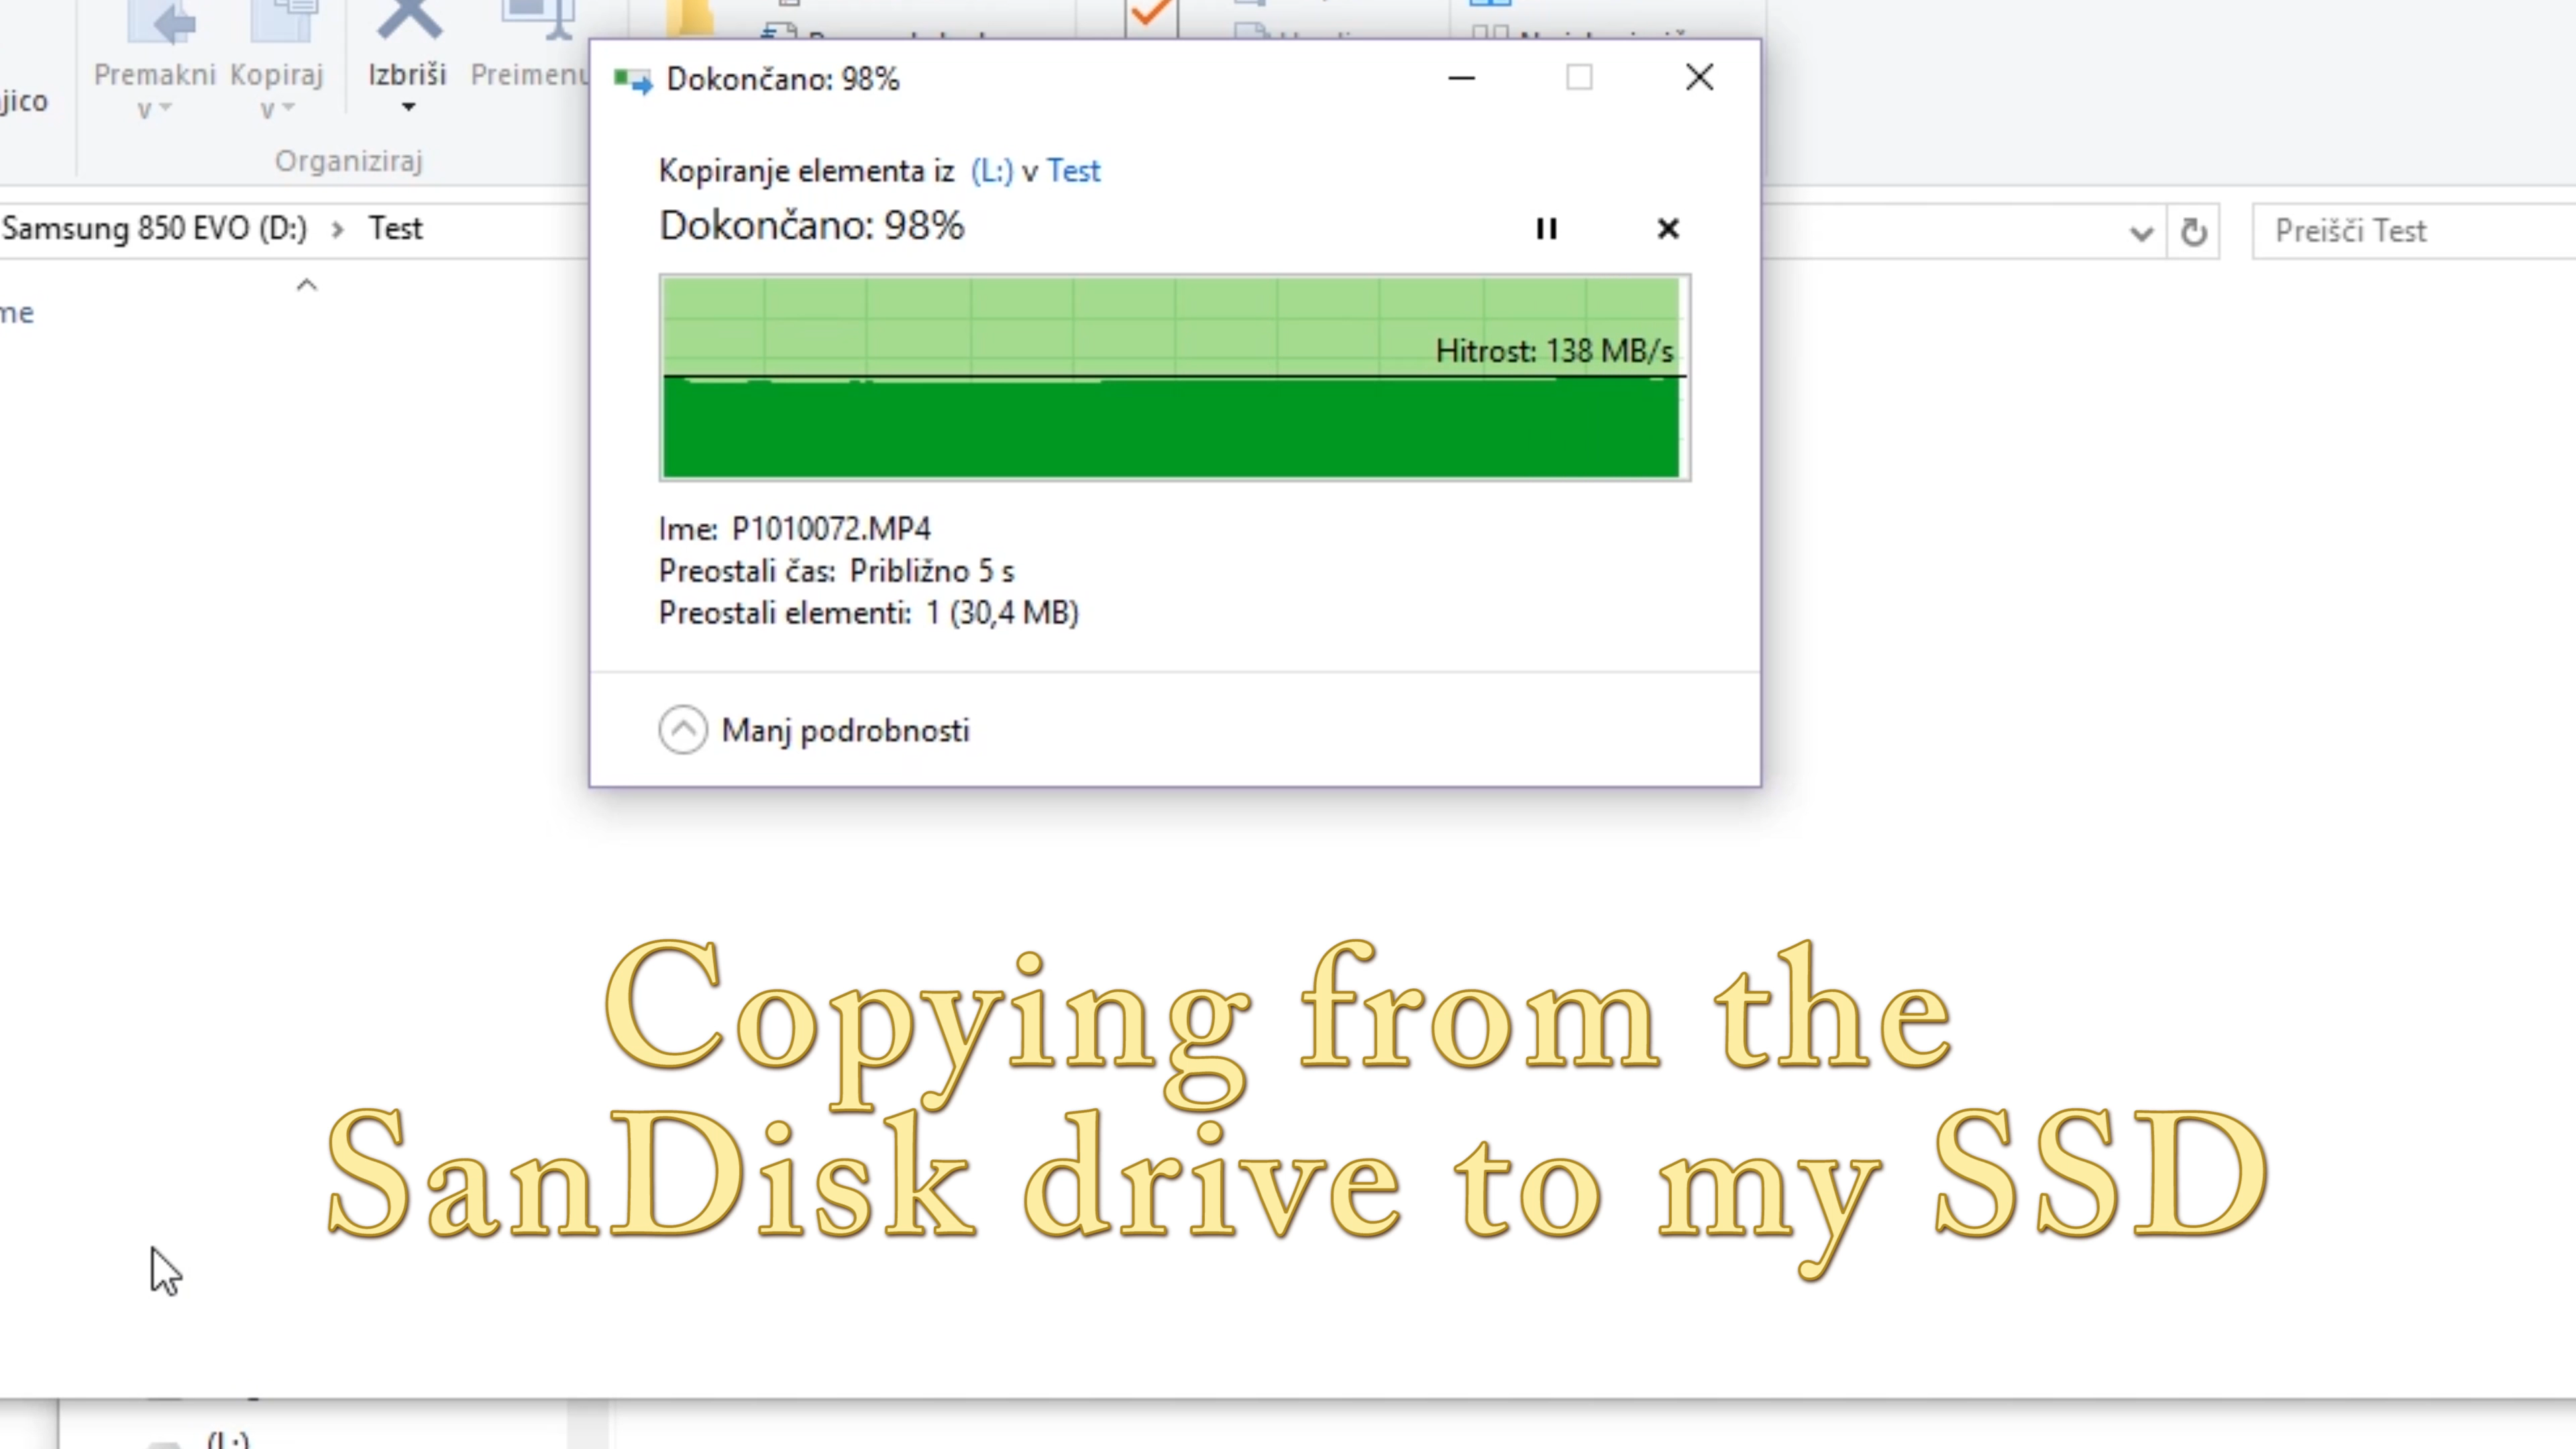 Premakni Kopiraj Izbriši
v v
Organiziraj
Samsung 850 EVO (D:) › Test
Preišči Test
Dokončano: 98%
Kopiranje elementa iz (L:) v Test
Dokončano: 98%
Hitrost: 138 MB/s
Ime: P1010072.MP4
Preostali čas: Približno 5 s
Preostali elementi: 1 (30,4 MB)
Manj podrobnosti
Copying from the
SanDisk drive to my SSD
(L:)